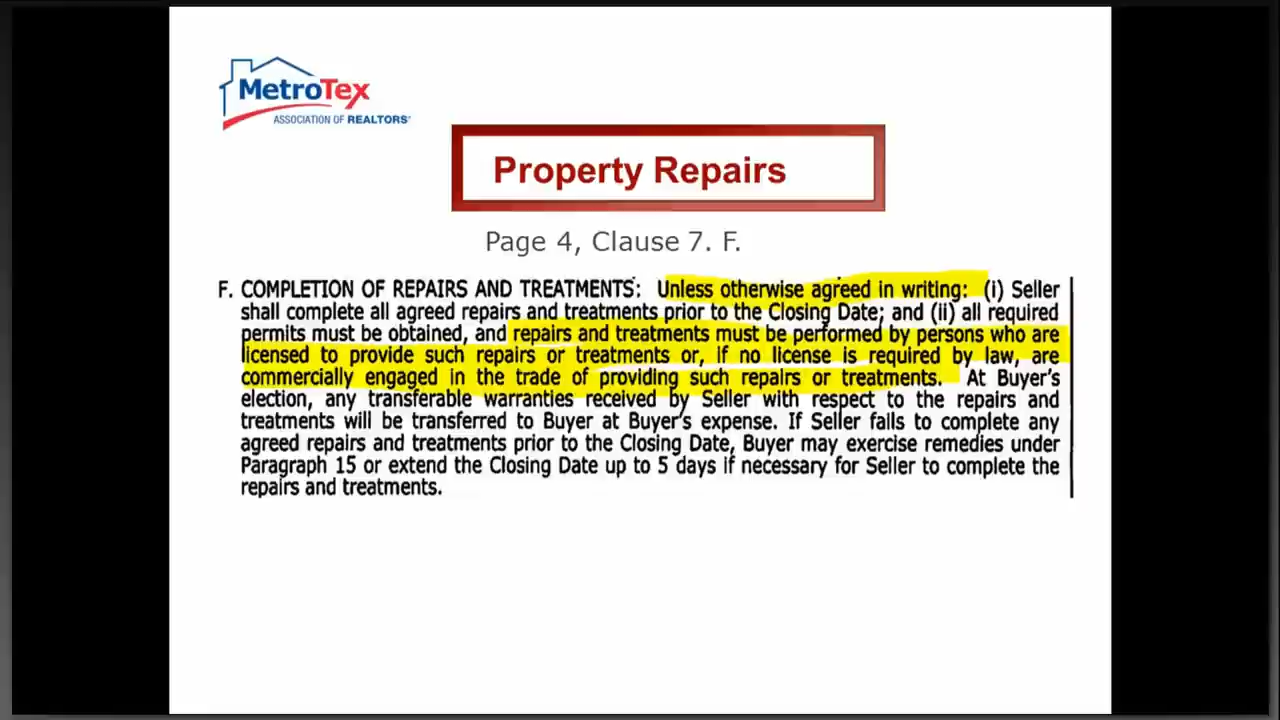 MetroTex
ASSOCIATION OF REALTORS®
Property Repairs
Page 4, Clause 7. F.
F. COMPLETION OF REPAIRS AND TREATMENTS: Unless otherwise agreed in writing: (i) Seller
shall complete all agreed repairs and treatments prior to the Closing Date; and (ii) all required
permits must be obtained, and repairs and treatments must be performed by persons who are
licensed to provide such repairs or treatments or, if no license is required by law, are
commercially engaged in the trade of providing such repairs or treatments. At Buyer's
election, any transferable warranties received by Seller with respect to the repairs and
treatments will be transferred to Buyer at Buyer's expense. If Seller fails to complete any
agreed repairs and treatments prior to the Closing Date, Buyer may exercise remedies under
Paragraph 15 or extend the Closing Date up to 5 days if necessary for Seller to complete the
repairs and treatments.